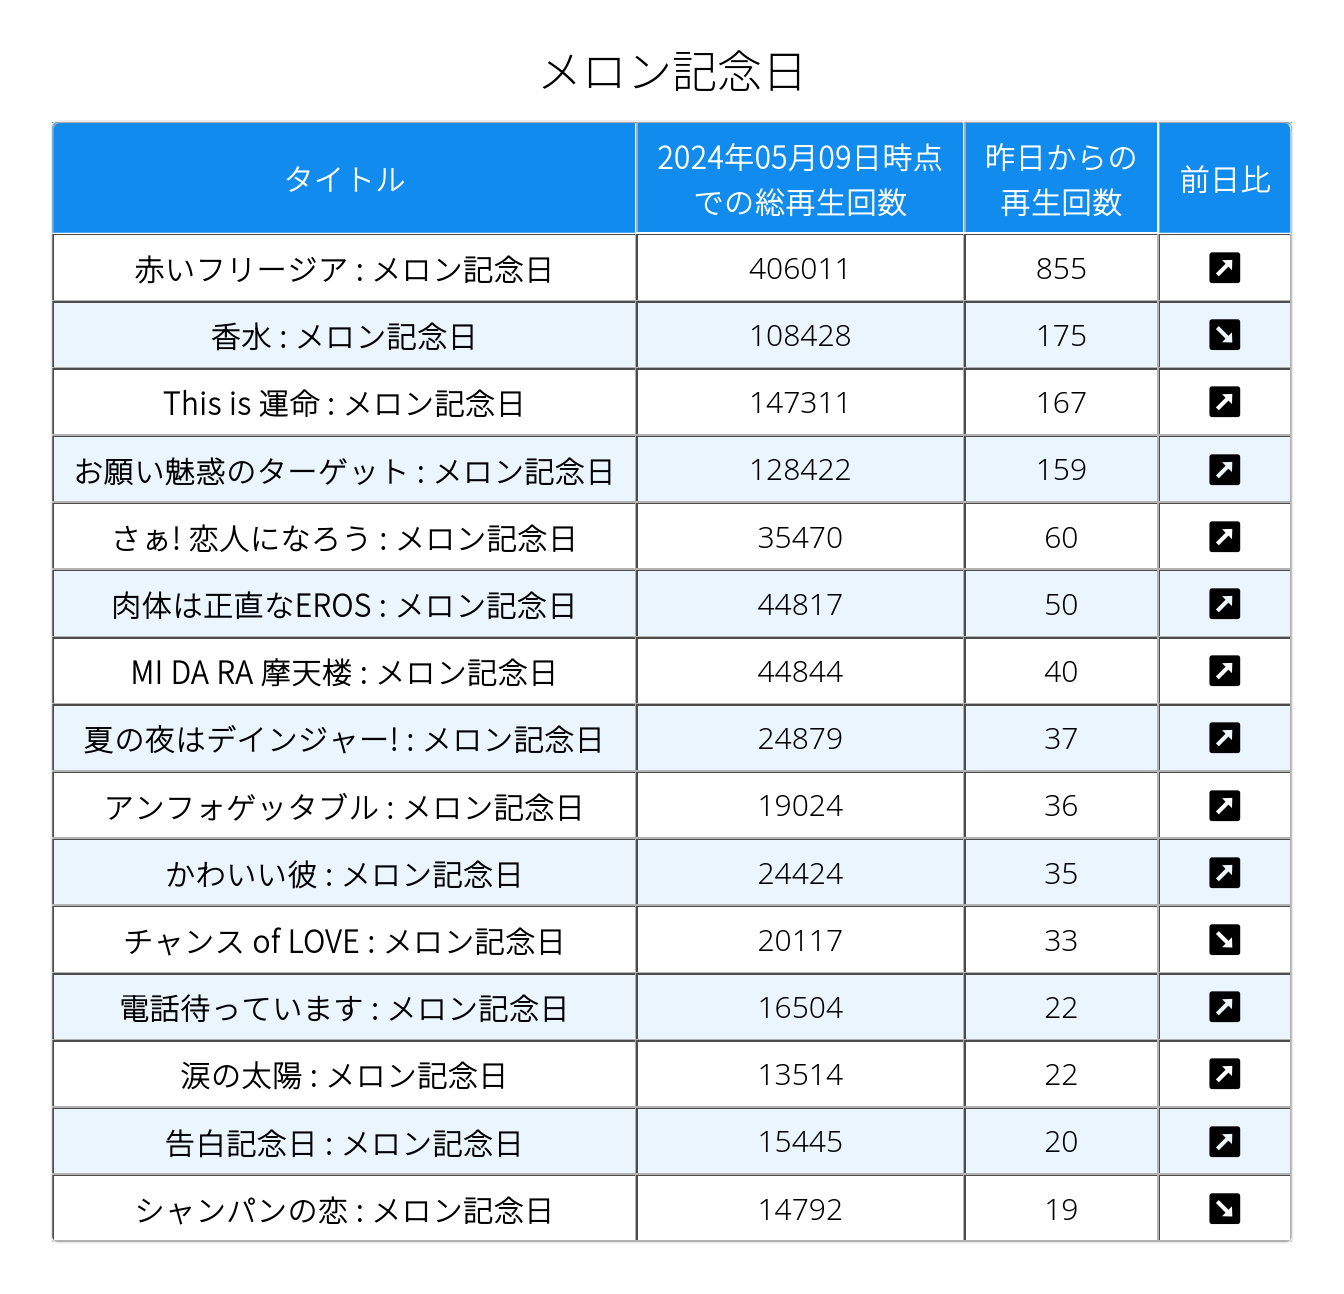 メロン記念日
タイトル
2024年05月09日時点
での総再生回数
昨日からの
再生回数
前日比
赤いフリージア : メロン記念日 406011 855
香水 : メロン記念日 108428 175
This is 運命 : メロン記念日 147311 167
お願い魅惑のターゲット : メロン記念日 128422 159
さぁ! 恋人になろう : メロン記念日 35470 60
肉体は正直なEROS : メロン記念日 44817 50
MI DA RA 摩天楼 : メロン記念日 44844 40
夏の夜はデインジャー! : メロン記念日 24879 37
アンフォゲッタブル : メロン記念日 19024 36
かわいい彼 : メロン記念日 24424 35
チャンス of LOVE : メロン記念日 20117 33
電話待っています : メロン記念日 16504 22
涙の太陽 : メロン記念日 13514 22
告白記念日 : メロン記念日 15445 20
シャンパンの恋 : メロン記念日 14792 19